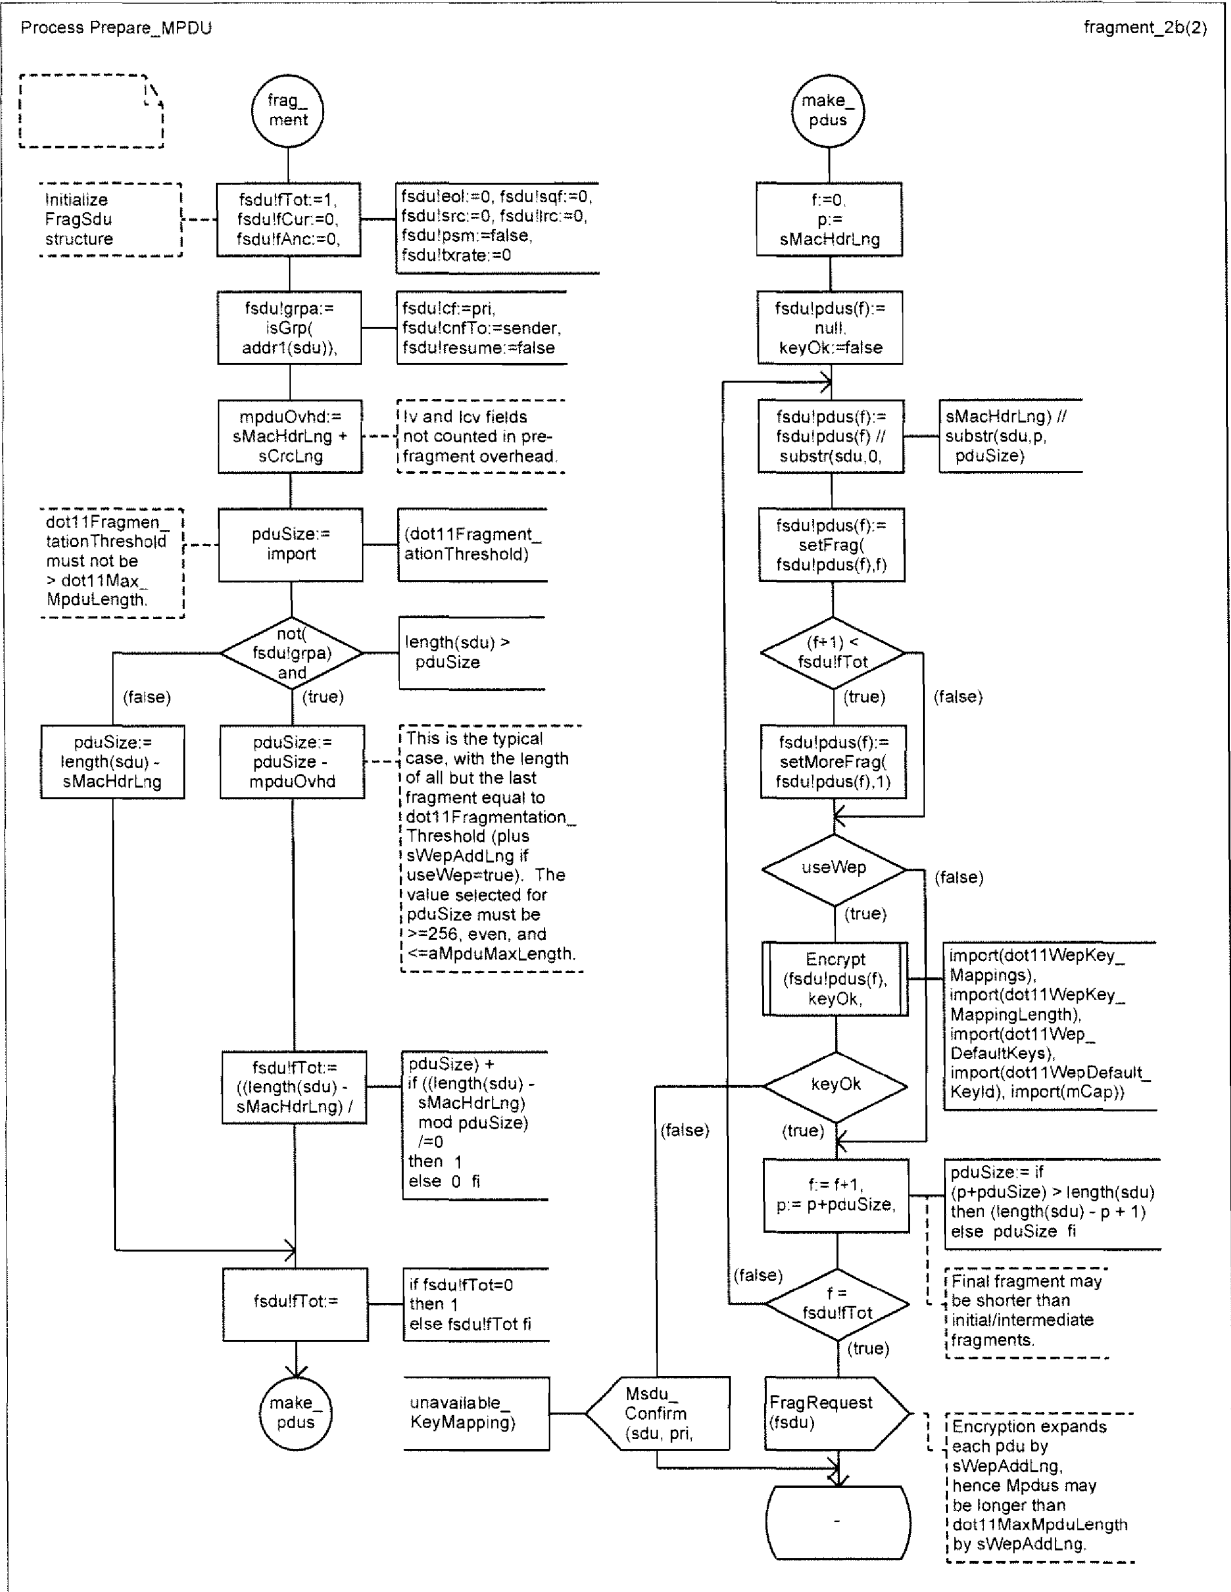 Process Prepare_MPDU
fragment_2b(2)
frag_
ment
Initialize
FragSdu
structure
fsdu!fTot:=1,
fsdu!fCur:=0,
fsdu!fAnc:=0,
fsdu!eol:=0, fsdu!sqf:=0,
fsdu!src:=0, fsdu!lrc:=0,
fsdu!psm:=false,
fsdu!txrate:=0
fsdu!grpa:=
isGrp(
addr1(sdu)),
fsdu!cf:=pri,
fsdu!cnfTo:=sender,
fsdu!resume:=false
mpduOvhd:=
sMacHdrLng +
sCrcLng
Iv and Icv fields
not counted in pre-
fragment overhead.
dot11Fragmen_
tationThreshold
must not be
> dot11Max_
MpduLength.
pduSize:=
import
(dot11Fragment_
ationThreshold)
not(
fsdu!grpa)
and
length(sdu) >
pduSize
(false)
(true)
pduSize:=
length(sdu) -
sMacHdrLng
pduSize:=
pduSize -
mpduOvhd
This is the typical
case, with the length
of all but the last
fragment equal to
dot11Fragmentation_
Threshold (plus
sWepAddLng if
useWep=true). The
value selected for
pduSize must be
>=256, even, and
<=aMpduMaxLength.
fsdu!fTot:=
((length(sdu) -
sMacHdrLng) /
pduSize) +
if ((length(sdu) -
sMacHdrLng)
mod pduSize)
/=0
then 1
else 0 fi
fsdu!fTot:=
if fsdu!fTot=0
then 1
else fsdu!fTot fi
make_
pdus
make_
pdus
f:=0,
p:=
sMacHdrLng
fsdu!pdus(f):=
null,
keyOk:=false
fsdu!pdus(f):=
fsdu!pdus(f) //
substr(sdu,0,
sMacHdrLng) //
substr(sdu,p,
pduSize)
fsdu!pdus(f):=
setFrag(
fsdu!pdus(f),f)
(f+1) <
fsdu!fTot
(true)
(false)
fsdu!pdus(f):=
setMoreFrag(
fsdu!pdus(f),1)
useWep
(false)
(true)
Encrypt
(fsdu!pdus(f),
keyOk,
import(dot11WepKey_
Mappings),
import(dot11WepKey_
MappingLength),
import(dot11Wep_
DefaultKeys),
import(dot11WepDefault_
KeyId), import(mCap))
keyOk
(false)
(true)
f:= f+1,
p:= p+pduSize,
pduSize:= if
(p+pduSize) > length(sdu)
then (length(sdu) - p + 1)
else pduSize fi
Final fragment may
be shorter than
initial/intermediate
fragments.
(false)
f =
fsdu!fTot
(true)
unavailable_
KeyMapping)
Msdu_
Confirm
(sdu, pri,
FragRequest
(fsdu)
Encryption expands
each pdu by
sWepAddLng,
hence Mpdus may
be longer than
dot11MaxMpduLength
by sWepAddLng.
-